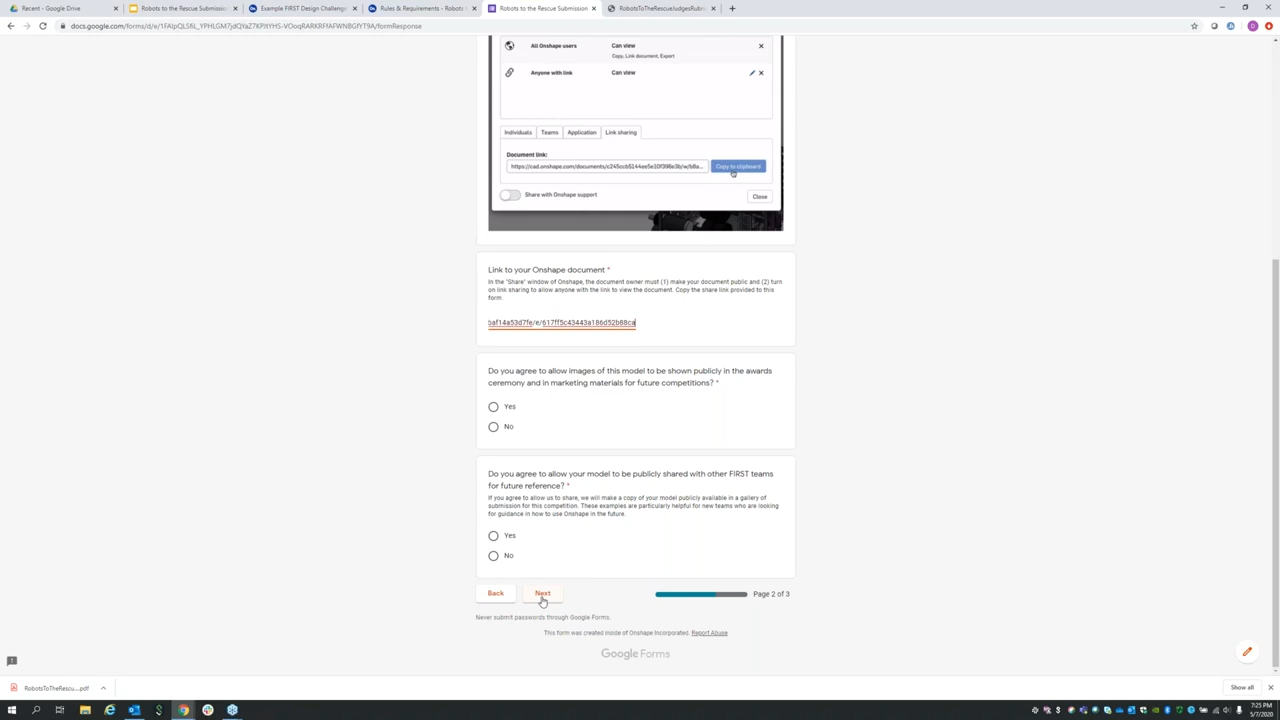 Recent - Google Drive
Robots to the Rescue Submission
Example FIRST Design Challeng
Rules & Requirements - Robots t
Robots to the Rescue Submission
RobotsToTheRescueJudgesRubri
All Onshape users
Can view
Copy, Link document, Export
Anyone with link
Can view
Individuals
Teams
Application
Link sharing
Document link:
Copy to clipboard
Share with Onshape support
Close
Link to your Onshape document *
In the "Share" window of Onshape, the document owner must (1) make your document public and (2) turn
on link sharing to allow anyone with the link to view the document. Copy the share link provided to this
form.
baf14a53d7fe/e/617ff5c43443a186d52b88ca
Do you agree to allow images of this model to be shown publicly in the awards
ceremony and in marketing materials for future competitions? *
Yes
No
Do you agree to allow your model to be publicly shared with other FIRST teams
for future reference? *
If you agree to allow us to share, we will make a copy of your model publicly available in a gallery of
submission for this competition. These examples are particularly helpful for new teams who are looking
for guidance in how to use Onshape in the future.
Yes
No
Back
Next
Page 2 of 3
Never submit passwords through Google Forms.
This form was created inside of Onshape Incorporated. Report Abuse
Google Forms
RobotsToTheRescu....pdf
Show all
7:25 PM
5/7/2020